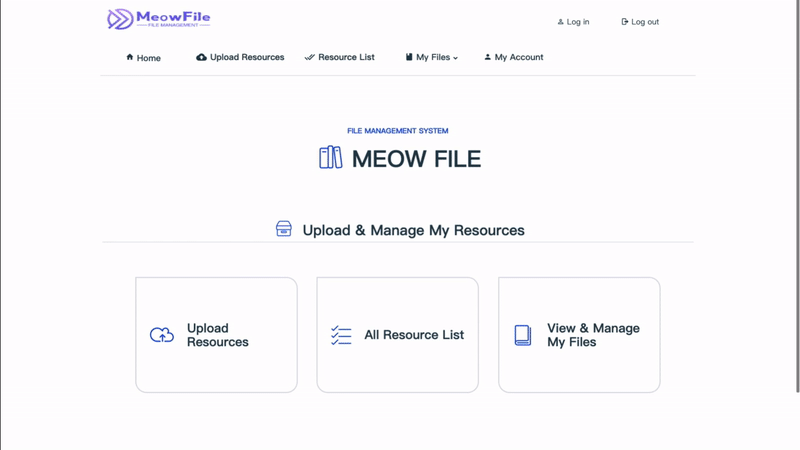 MeowFile
FILE MANAGEMENT
Log in
Log out
Home
Upload Resources
Resource List
My Files
My Account
FILE MANAGEMENT SYSTEM
MEOW FILE
Upload & Manage My Resources
Upload
Resources
All Resource List
View & Manage
My Files